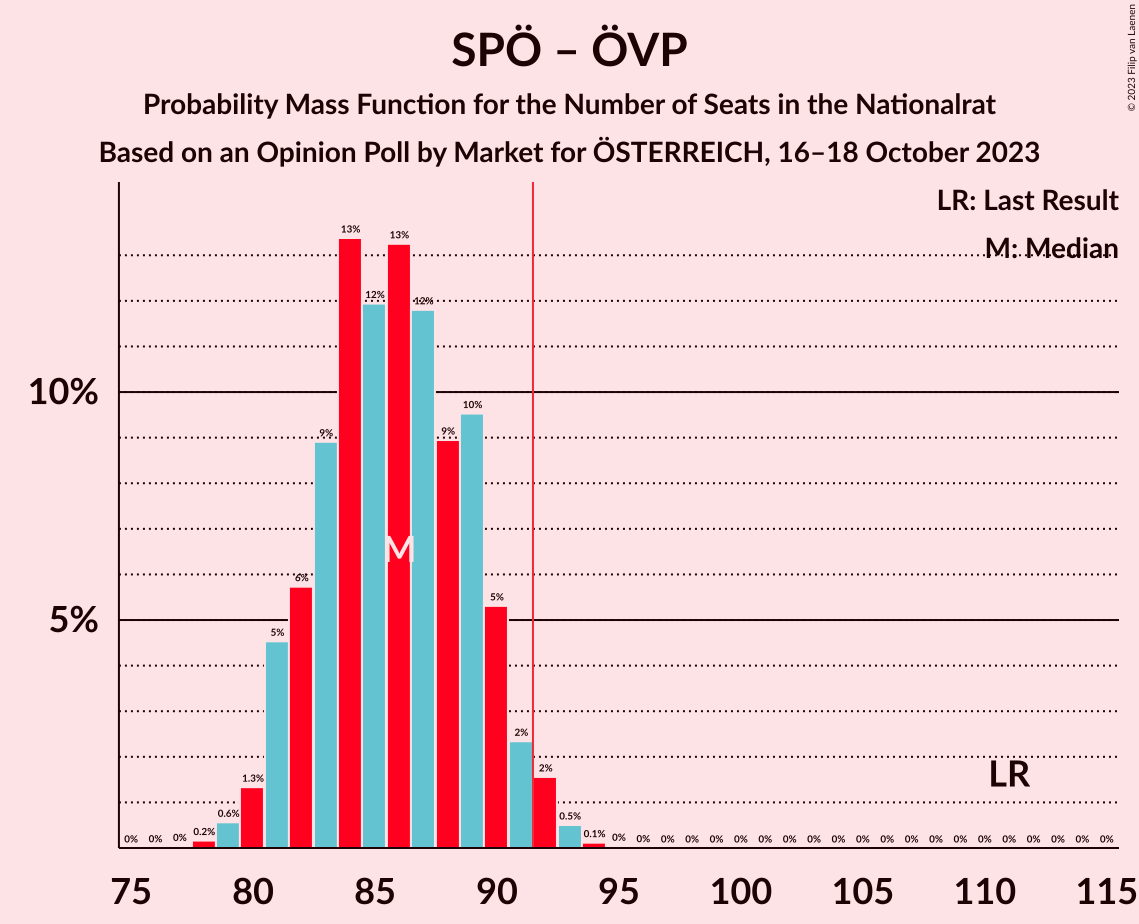 SPÖ – ÖVP
Probability Mass Function for the Number of Seats in the Nationalrat
Based on an Opinion Poll by Market for ÖSTERREICH, 16–18 October 2023
© 2023 Filip van Laenen
LR: Last Result
M: Median
10%
5%
0% 0% 0% 0.2% 0.6% 1.3% 5% 6% 9% 13% 12% 13% 12% 9% 10% 5% 2% 2% 0.5% 0.1% 0% 0% 0% 0% 0% 0% 0% 0% 0% 0% 0% 0% 0% 0% 0% 0% 0% 0% 0% 0% 0%
M
LR
75 80 85 90 95 100 105 110 115